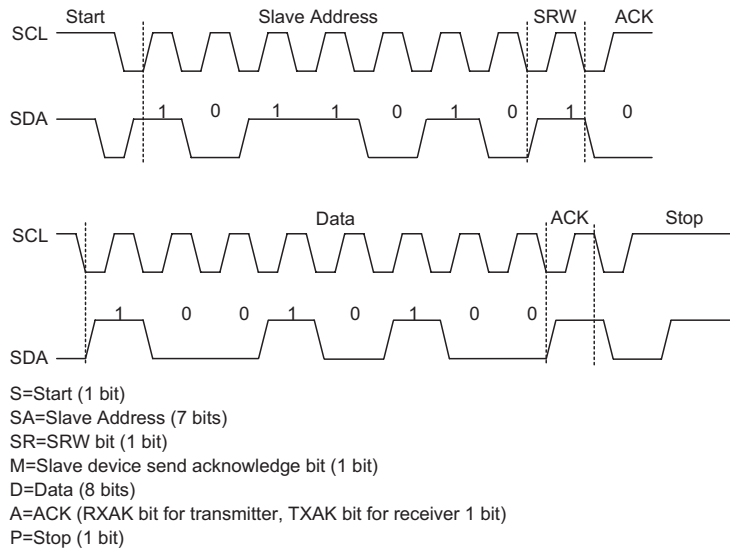 Start Slave Address SRW ACK
SCL
SDA 1 0 1 1 0 1 0 1 0
Data ACK Stop
SCL
1 0 0 1 0 1 0 0
SDA
S=Start (1 bit)
SA=Slave Address (7 bits)
SR=SRW bit (1 bit)
M=Slave device send acknowledge bit (1 bit)
D=Data (8 bits)
A=ACK (RXAK bit for transmitter, TXAK bit for receiver 1 bit)
P=Stop (1 bit)